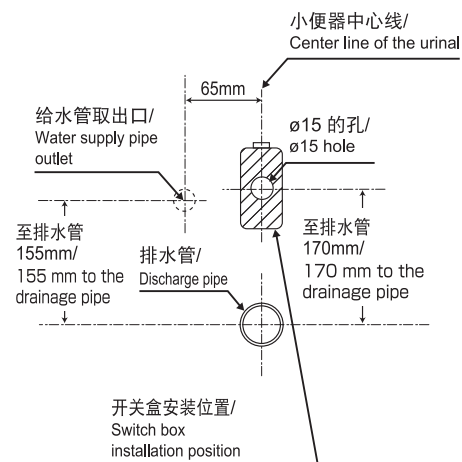 小便器中心线/
Center line of the urinal
65mm
给水管取出口/
Water supply pipe
outlet
ø15 的孔/
ø15 hole
至排水管
155mm/
155 mm to the
drainage pipe
排水管/
Discharge pipe
至排水管
170mm/
170 mm to the
drainage pipe
开关盒安装位置/
Switch box
installation position